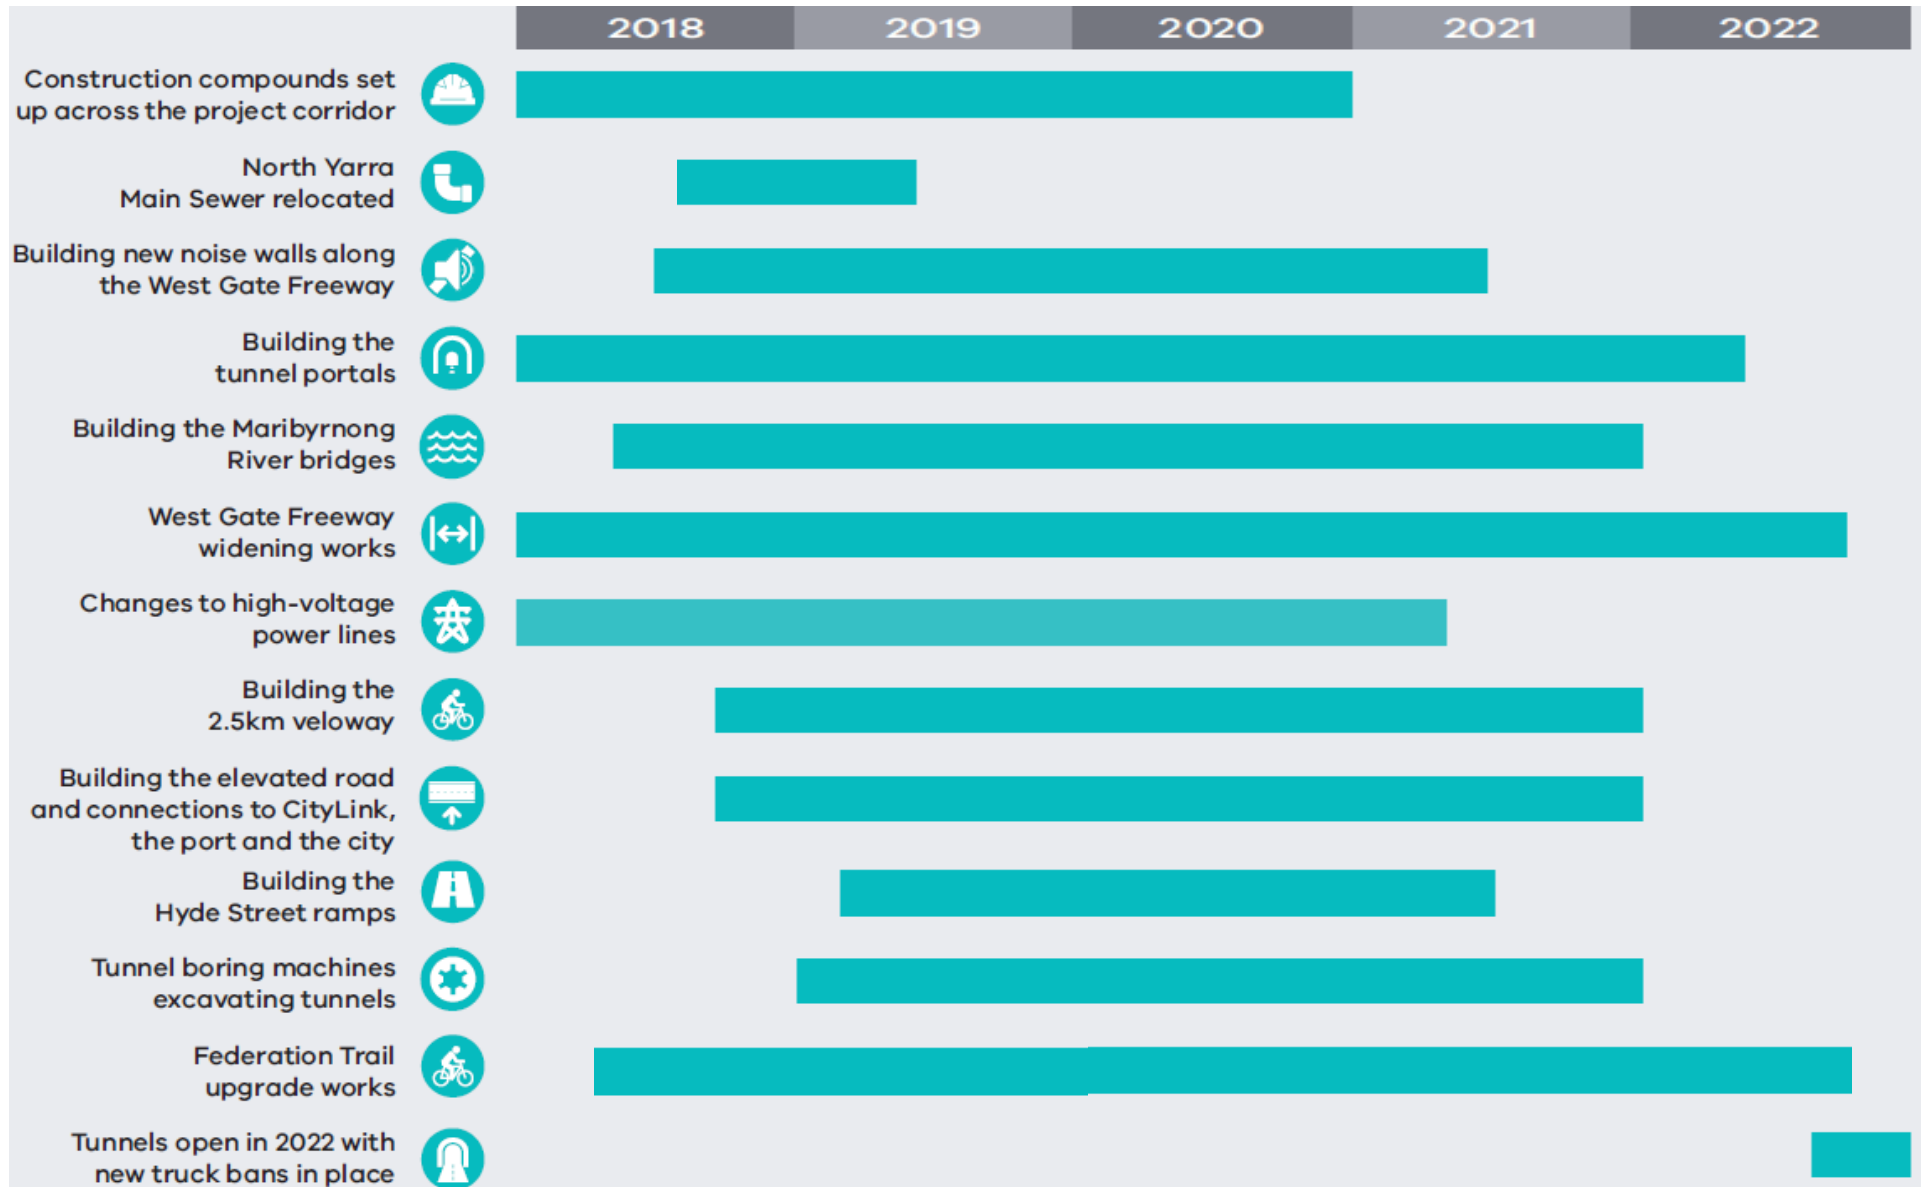 2018 2019 2020 2021 2022
Construction compounds set
up across the project corridor
North Yarra
Main Sewer relocated
Building new noise walls along
the West Gate Freeway
Building the
tunnel portals
Building the Maribyrnong
River bridges
West Gate Freeway
widening works
Changes to high-voltage
power lines
Building the
2.5km veloway
Building the elevated road
and connections to CityLink,
the port and the city
Building the
Hyde Street ramps
Tunnel boring machines
excavating tunnels
Federation Trail
upgrade works
Tunnels open in 2022 with
new truck bans in place